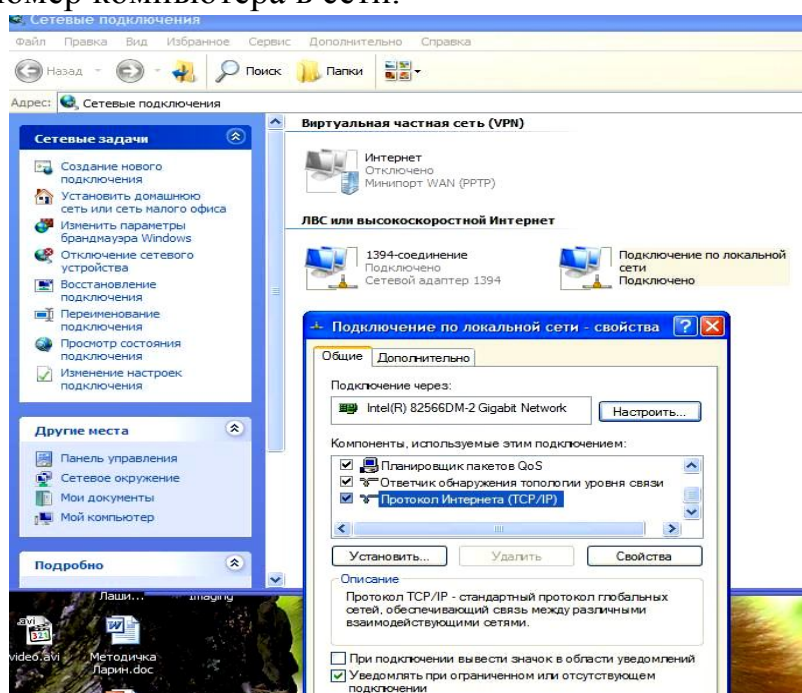 номер компьютера в сети.
Сетевые подключения
Файл Правка Вид Избранное Сервис Дополнительно Справка
Назад Поиск Папки
Адрес: Сетевые подключения
Сетевые задачи
Создание нового
подключения
Установить домашнюю
сеть или сеть малого офиса
Изменить параметры
брандмауэра Windows
Отключение сетевого
устройства
Восстановление
подключения
Переименование
подключения
Просмотр состояния
подключения
Изменение настроек
подключения
Другие места
Панель управления
Сетевое окружение
Мои документы
Мой компьютер
Подробно
Виртуальная частная сеть (VPN)
Интернет
Отключено
Минипорт WAN (PPTP)
ЛВС или высокоскоростной Интернет
1394-соединение
Подключено
Сетевой адаптер 1394
Подключение по локальной
сети
Подключено
Подключение по локальной сети - свойства
Общие Дополнительно
Подключение через:
Intel(R) 82566DM-2 Gigabit Network
Настроить...
Компоненты, используемые этим подключением:
Планировщик пакетов QoS
Ответчик обнаружения топологии уровня связи
Протокол Интернета (TCP/IP)
Установить... Удалить Свойства
Описание
Протокол TCP/IP - стандартный протокол глобальных
сетей, обеспечивающий связь между различными
взаимодействующими сетями.
При подключении вывести значок в области уведомлений
Уведомлять при ограниченном или отсутствующем
подключении
Лаши... Imaging
.avi
321
video.avi
Методичка
Ларин.doc